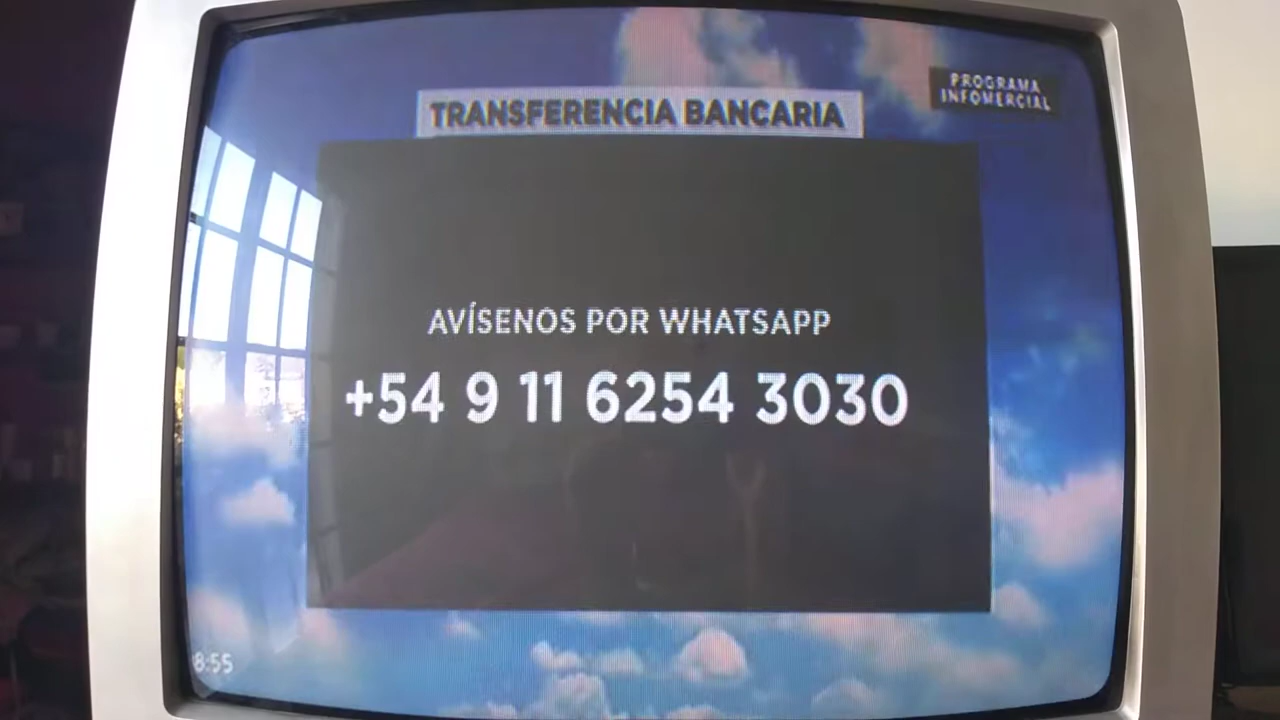 PROGRAMA
INFOMERCIAL
TRANSFERENCIA BANCARIA
AVÍSENOS POR WHATSAPP
+54 9 11 6254 3030
8:55